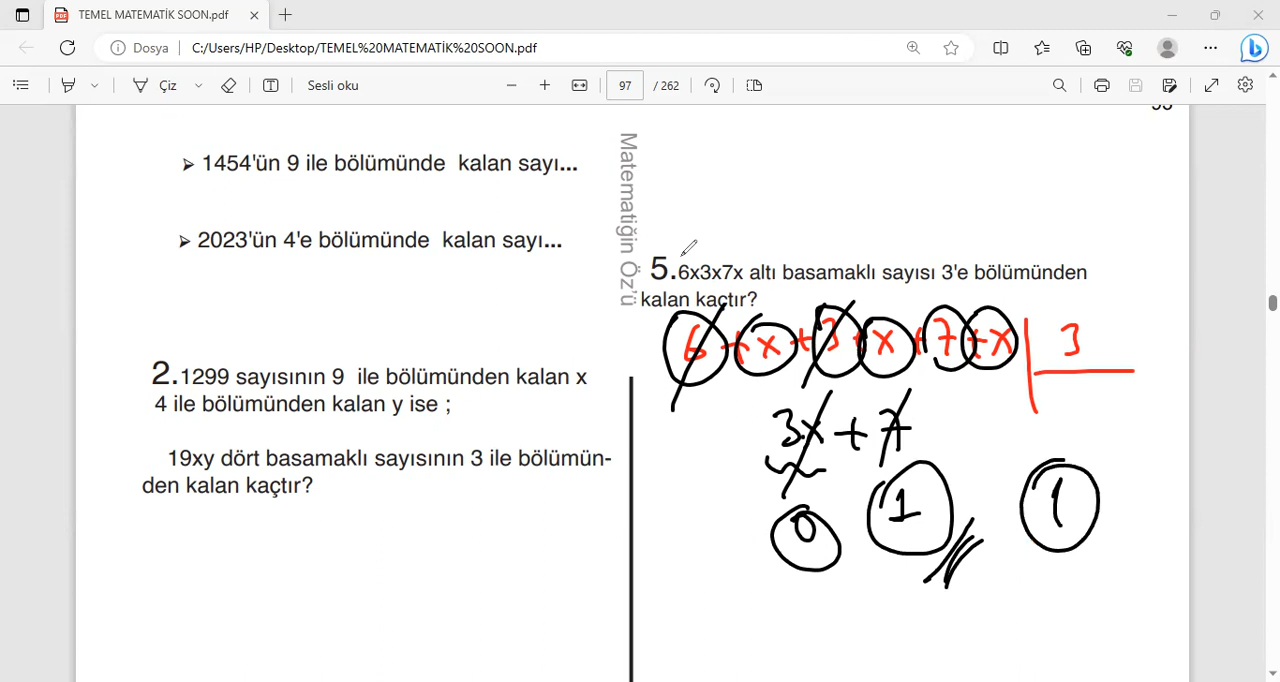 TEMEL MATEMATİK SOON.pdf
Dosya C:/Users/HP/Desktop/TEMEL%20MATEMATİK%20SOON.pdf
Çiz Sesli oku 97 / 262
➢ 1454'ün 9 ile bölümünde kalan sayı...
➢ 2023'ün 4'e bölümünde kalan sayı...
2.1299 sayısının 9 ile bölümünden kalan x
4 ile bölümünden kalan y ise ;
19xy dört basamaklı sayısının 3 ile bölümün-
den kalan kaçtır?
Matematiğin Öz'ü
5.6x3x7x altı basamaklı sayısı 3'e bölümünden
kalan kaçtır?
6 + x + 3 + x + 7 + x 3
3x + 7
0 1 1